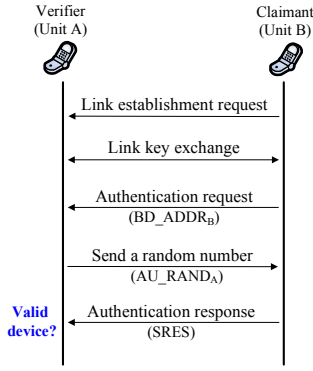 Verifier
(Unit A)
Claimant
(Unit B)
Link establishment request
Link key exchange
Authentication request
(BD_ADDR_B)
Send a random number
(AU_RAND_A)
Valid
device?
Authentication response
(SRES)